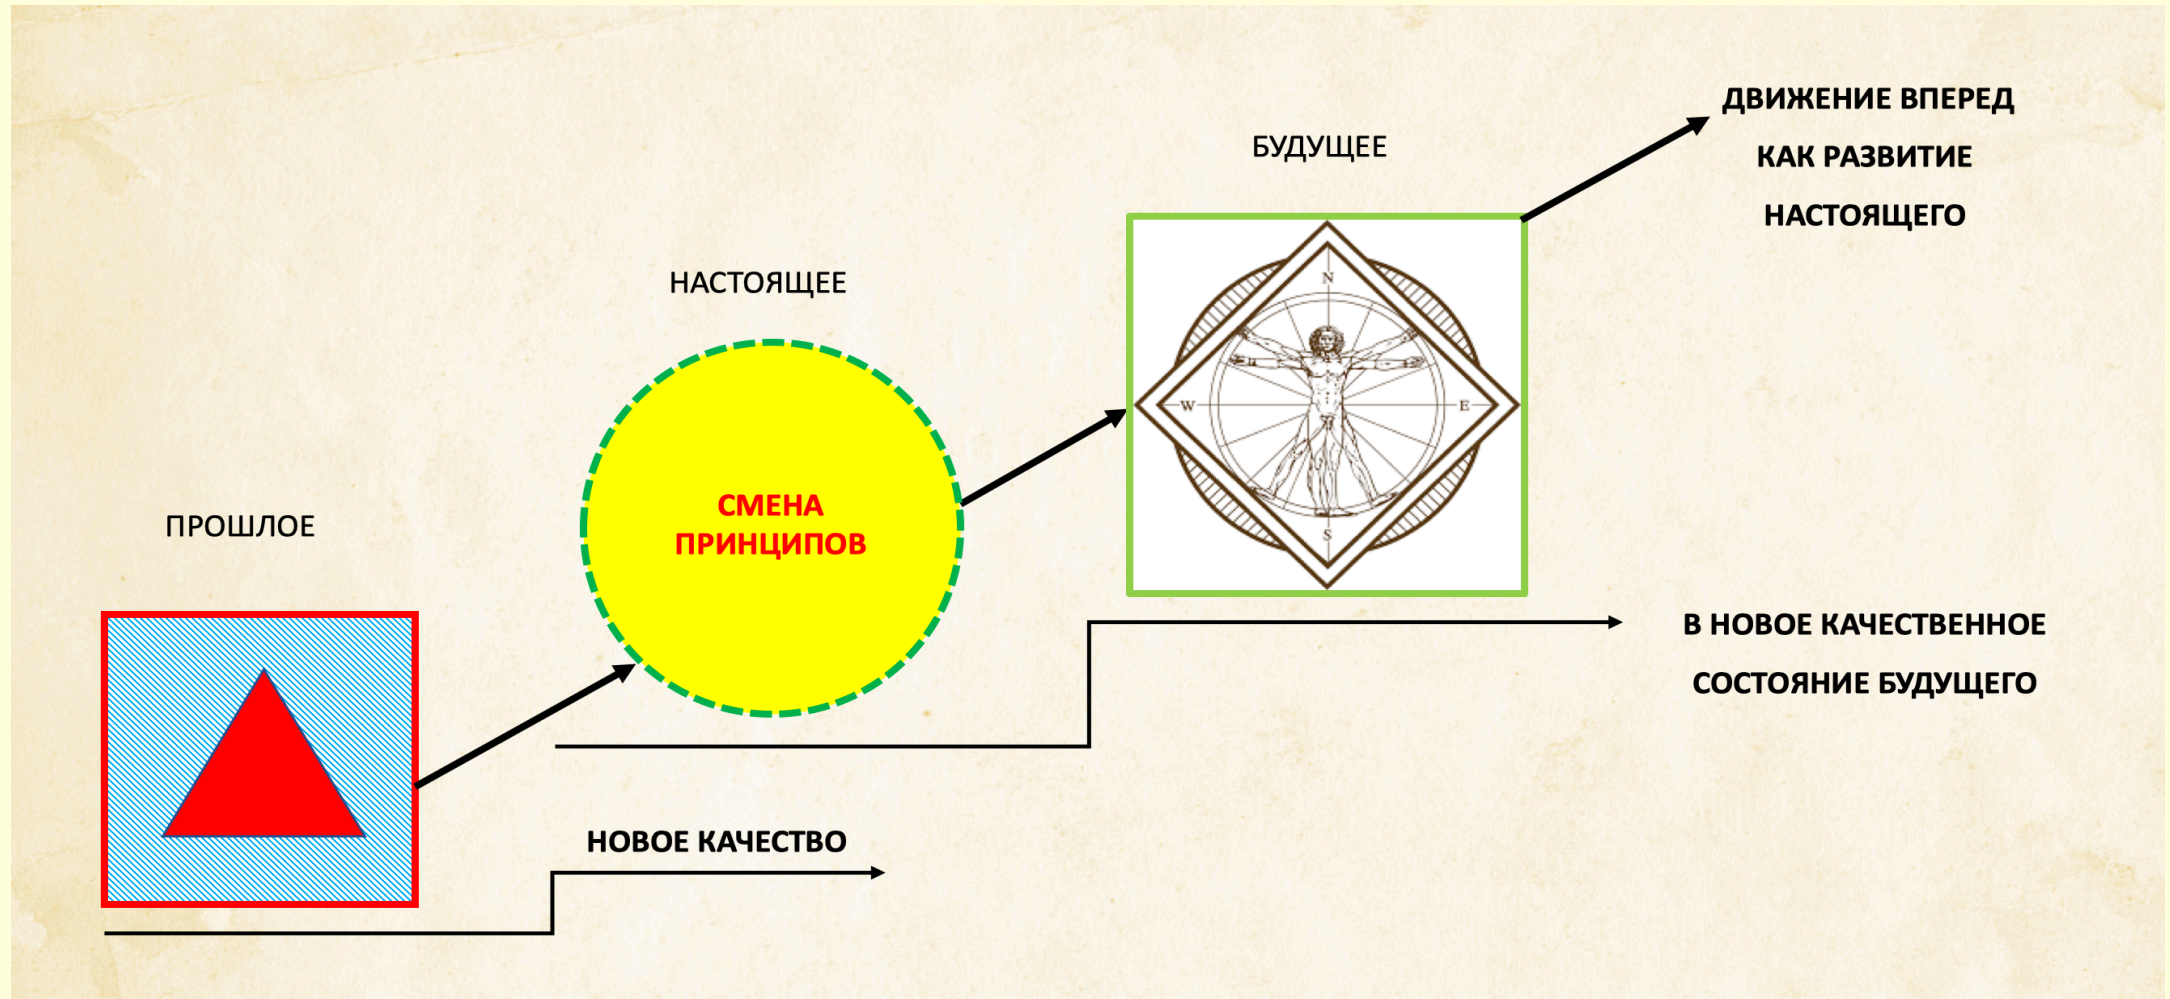 ДВИЖЕНИЕ ВПЕРЕД
КАК РАЗВИТИЕ
НАСТОЯЩЕГО
БУДУЩЕЕ
N
W
E
S
НАСТОЯЩЕЕ
СМЕНА
ПРИНЦИПОВ
ПРОШЛОЕ
В НОВОЕ КАЧЕСТВЕННОЕ
СОСТОЯНИЕ БУДУЩЕГО
НОВОЕ КАЧЕСТВО